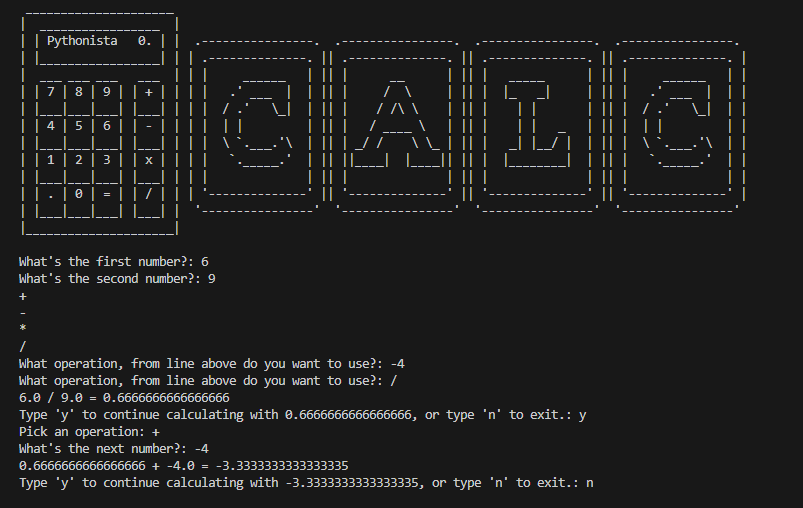 Pythonista 0.
7 8 9 +
4 5 6 -
1 2 3 x
. 0 = /
CALC
What's the first number?: 6
What's the second number?: 9
+
-
*
/
What operation, from line above do you want to use?: -4
What operation, from line above do you want to use?: /
6.0 / 9.0 = 0.6666666666666666
Type 'y' to continue calculating with 0.6666666666666666, or type 'n' to exit.: y
Pick an operation: +
What's the next number?: -4
0.6666666666666666 + -4.0 = -3.3333333333333335
Type 'y' to continue calculating with -3.3333333333333335, or type 'n' to exit.: n